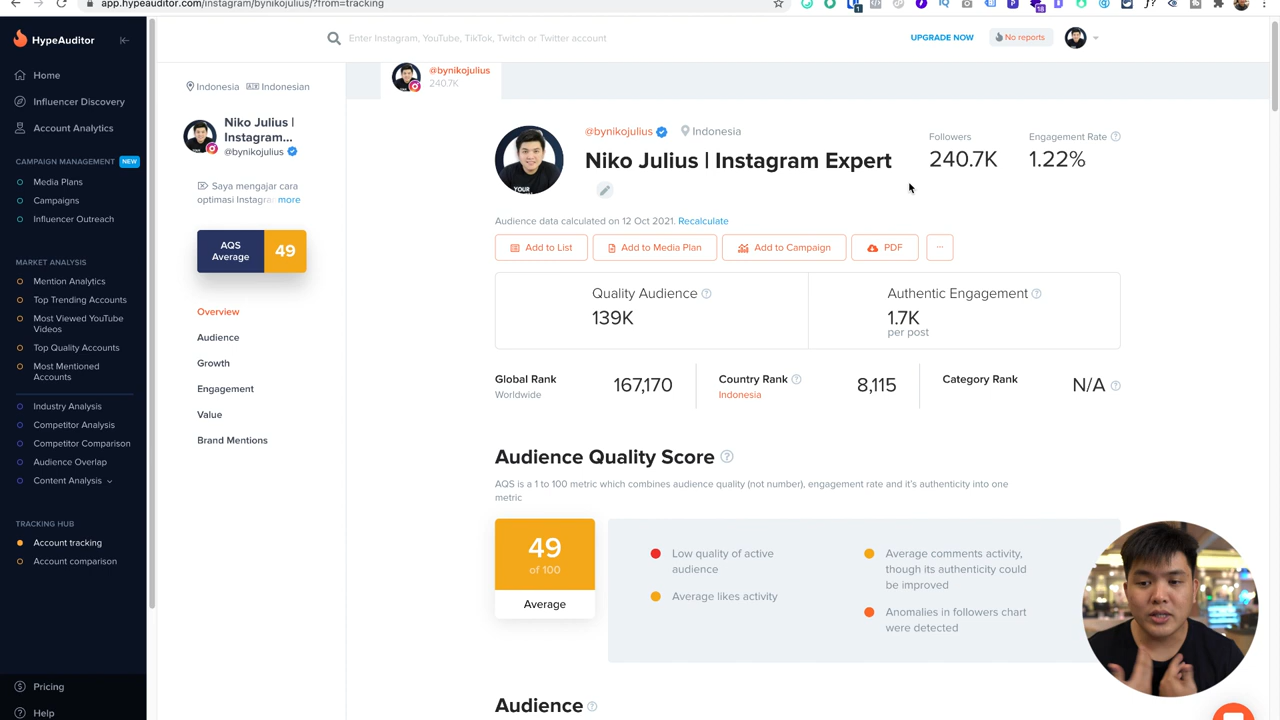 app.hypeauditor.com/instagram/bynikojulius/?from=tracking
HypeAuditor
Home
Influencer Discovery
Account Analytics
CAMPAIGN MANAGEMENT NEW
Media Plans
Campaigns
Influencer Outreach
MARKET ANALYSIS
Mention Analytics
Top Trending Accounts
Most Viewed YouTube
Videos
Top Quality Accounts
Most Mentioned
Accounts
Industry Analysis
Competitor Analysis
Competitor Comparison
Audience Overlap
Content Analysis
TRACKING HUB
Account tracking
Account comparison
Pricing
Help
Enter Instagram, YouTube, TikTok, Twitch or Twitter account
UPGRADE NOW
No reports
Indonesia Indonesian
Niko Julius |
Instagram...
@bynikojulius
Saya mengajar cara
optimasi Instagra more
AQS
Average
49
Overview
Audience
Growth
Engagement
Value
Brand Mentions
@bynikojulius
240.7K
@bynikojulius Indonesia
Niko Julius | Instagram Expert
YOUR
Followers
240.7K
Engagement Rate
1.22%
Audience data calculated on 12 Oct 2021. Recalculate
Add to List
Add to Media Plan
Add to Campaign
PDF
...
Quality Audience
139K
Authentic Engagement
1.7K
per post
Global Rank
Worldwide
167,170
Country Rank
Indonesia
8,115
Category Rank
N/A
Audience Quality Score
AQS is a 1 to 100 metric which combines audience quality (not number), engagement rate and it's authenticity into one
metric
49
of 100
Average
Low quality of active
audience
Average likes activity
Average comments activity,
though its authenticity could
be improved
Anomalies in followers chart
were detected
Audience